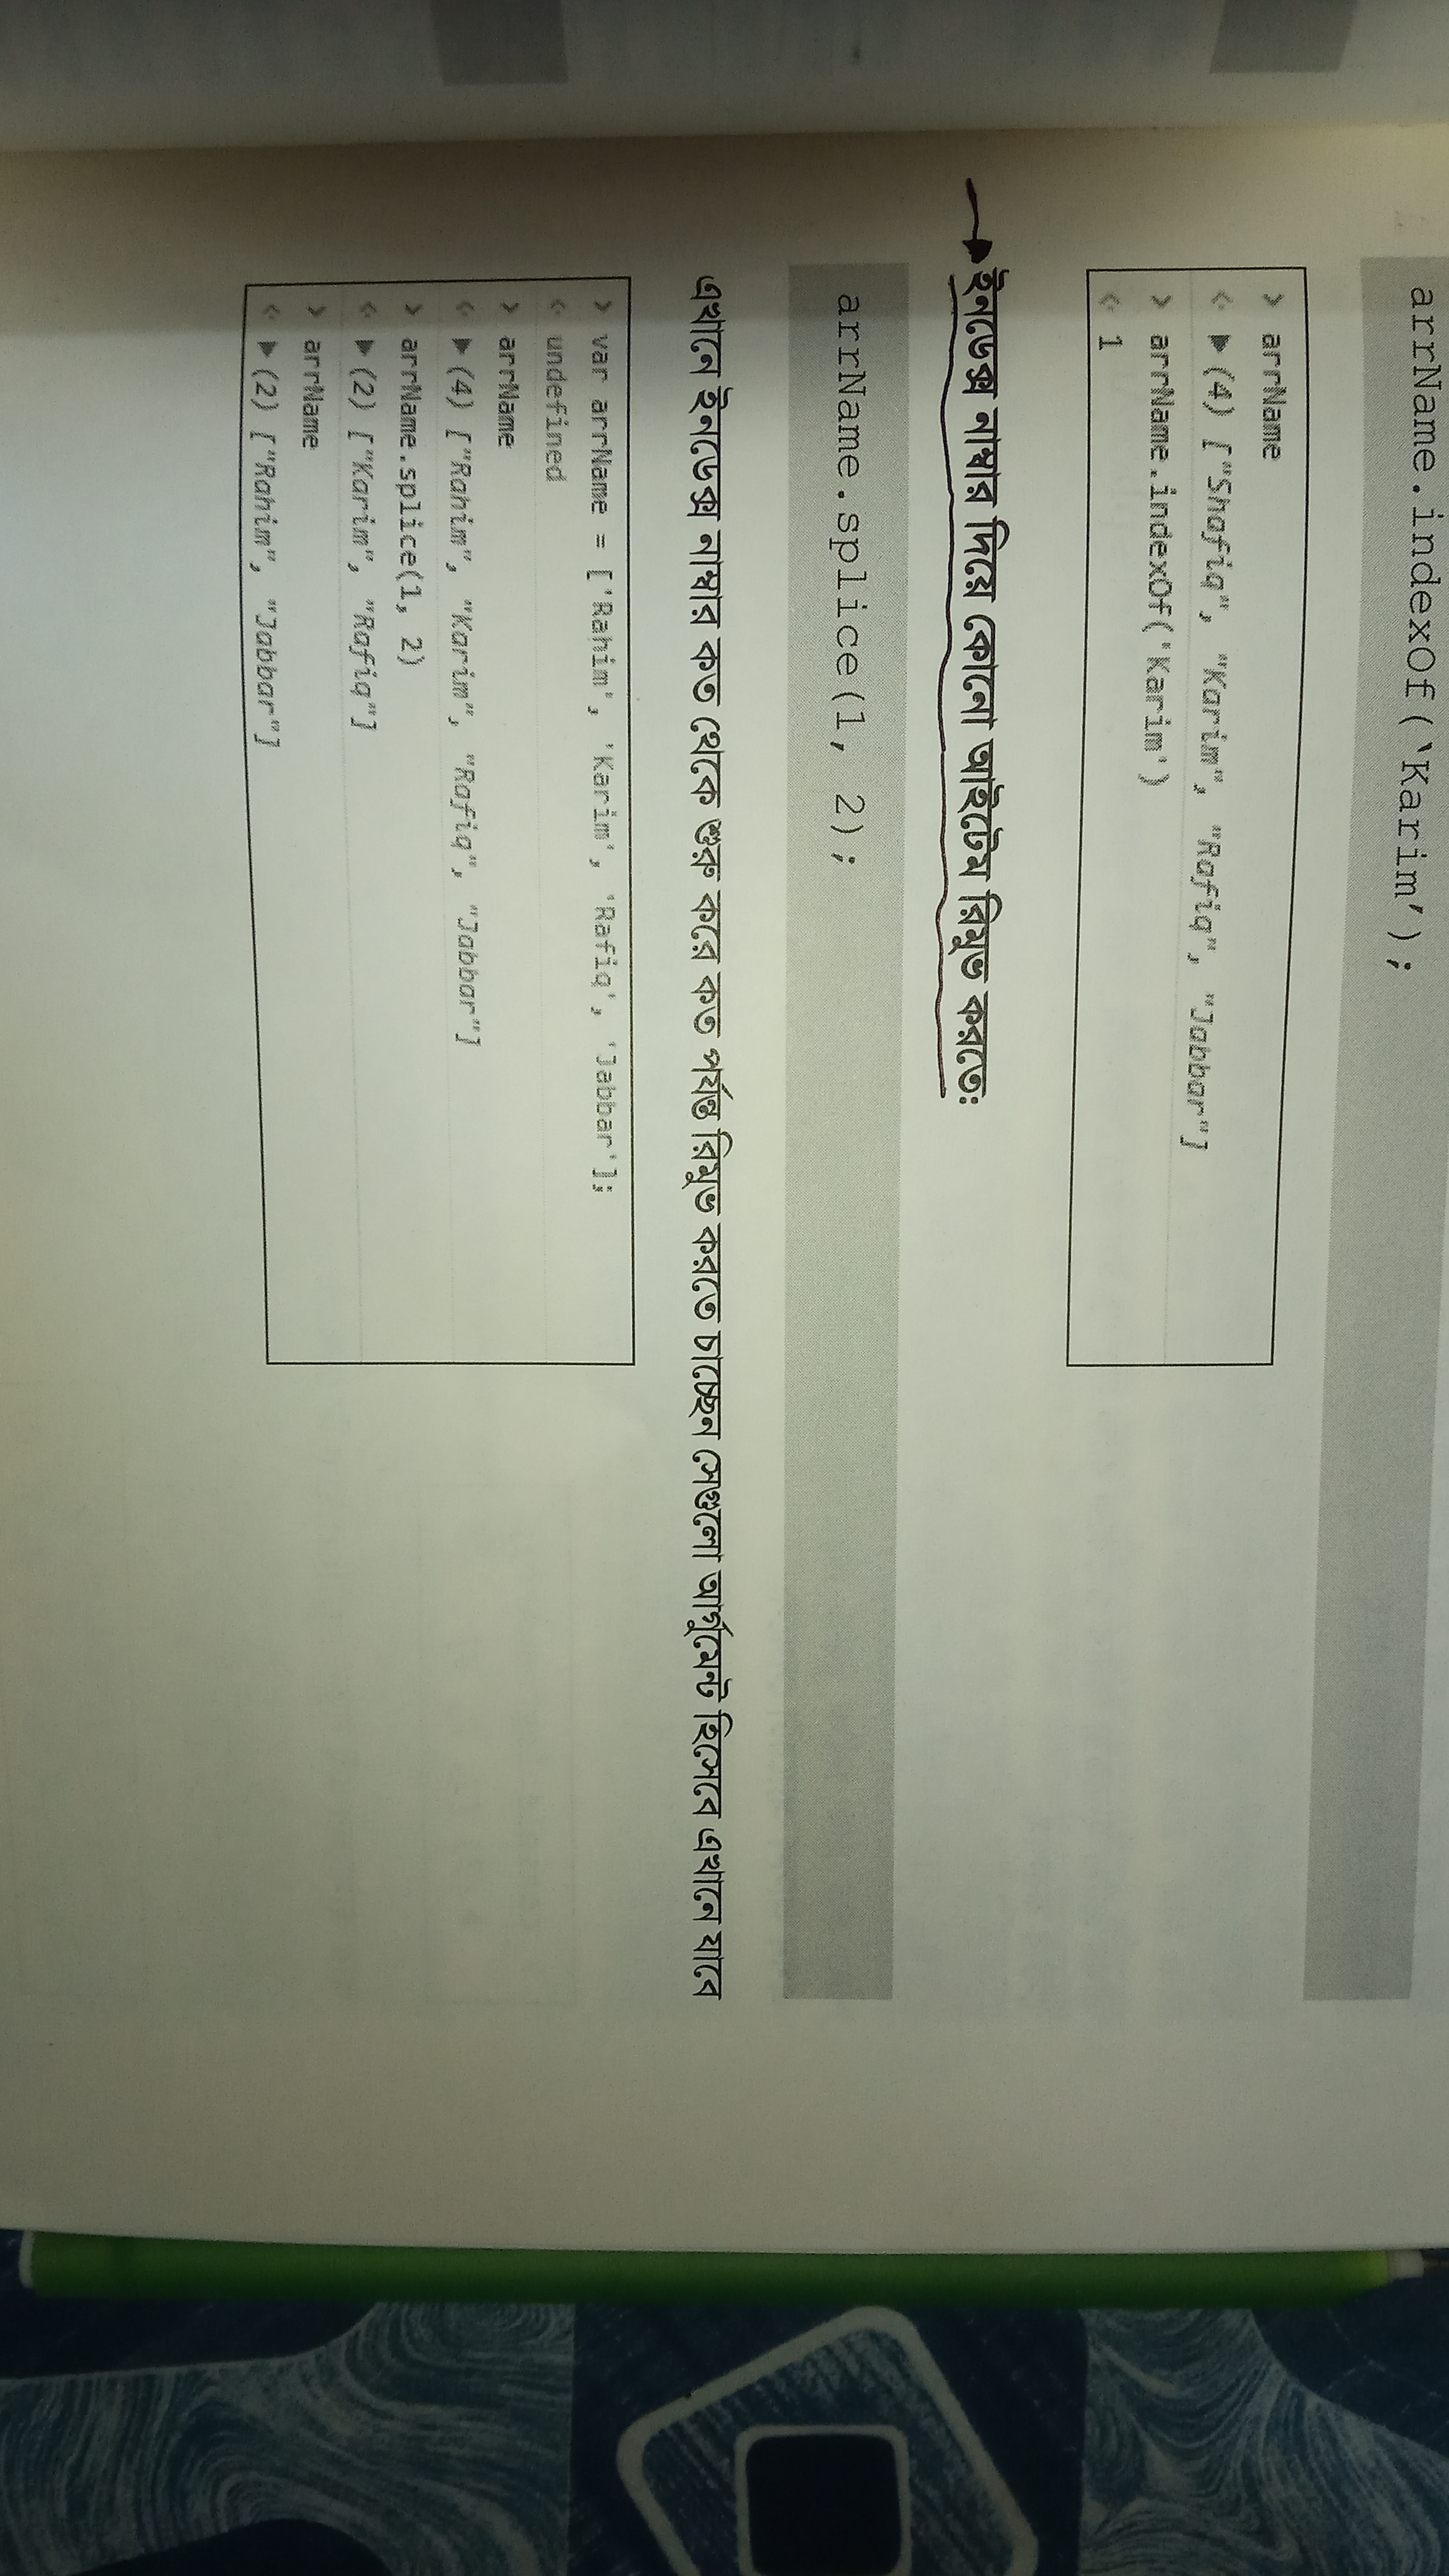 arrName.indexOf(‘Karim’);
> arrName
<· ▶(4) ["Shafiq", "Karim", "Rafiq", "Jabbar"]
> arrName.indexOf('Karim')
<· 1
ইনডেক্স নাম্বার দিয়ে কোনো আইটেম রিমুভ করতে:
arrName.splice(1, 2);
এখানে ইনডেক্স নাম্বার কত থেকে শুরু করে কত পর্যন্ত রিমুভ করতে চাচ্ছেন সেগুলো আর্গুমেন্ট হিসেবে এখানে যাবে
> var arrName = ['Rahim', 'Karim', 'Rafiq', 'Jabbar'];
<· undefined
> arrName
<· ▶(4) ["Rahim", "Karim", "Rafiq", "Jabbar"]
> arrName.splice(1, 2)
<· ▶(2) ["Karim", "Rafiq"]
> arrName
<· ▶(2) ["Rahim", "Jabbar"]